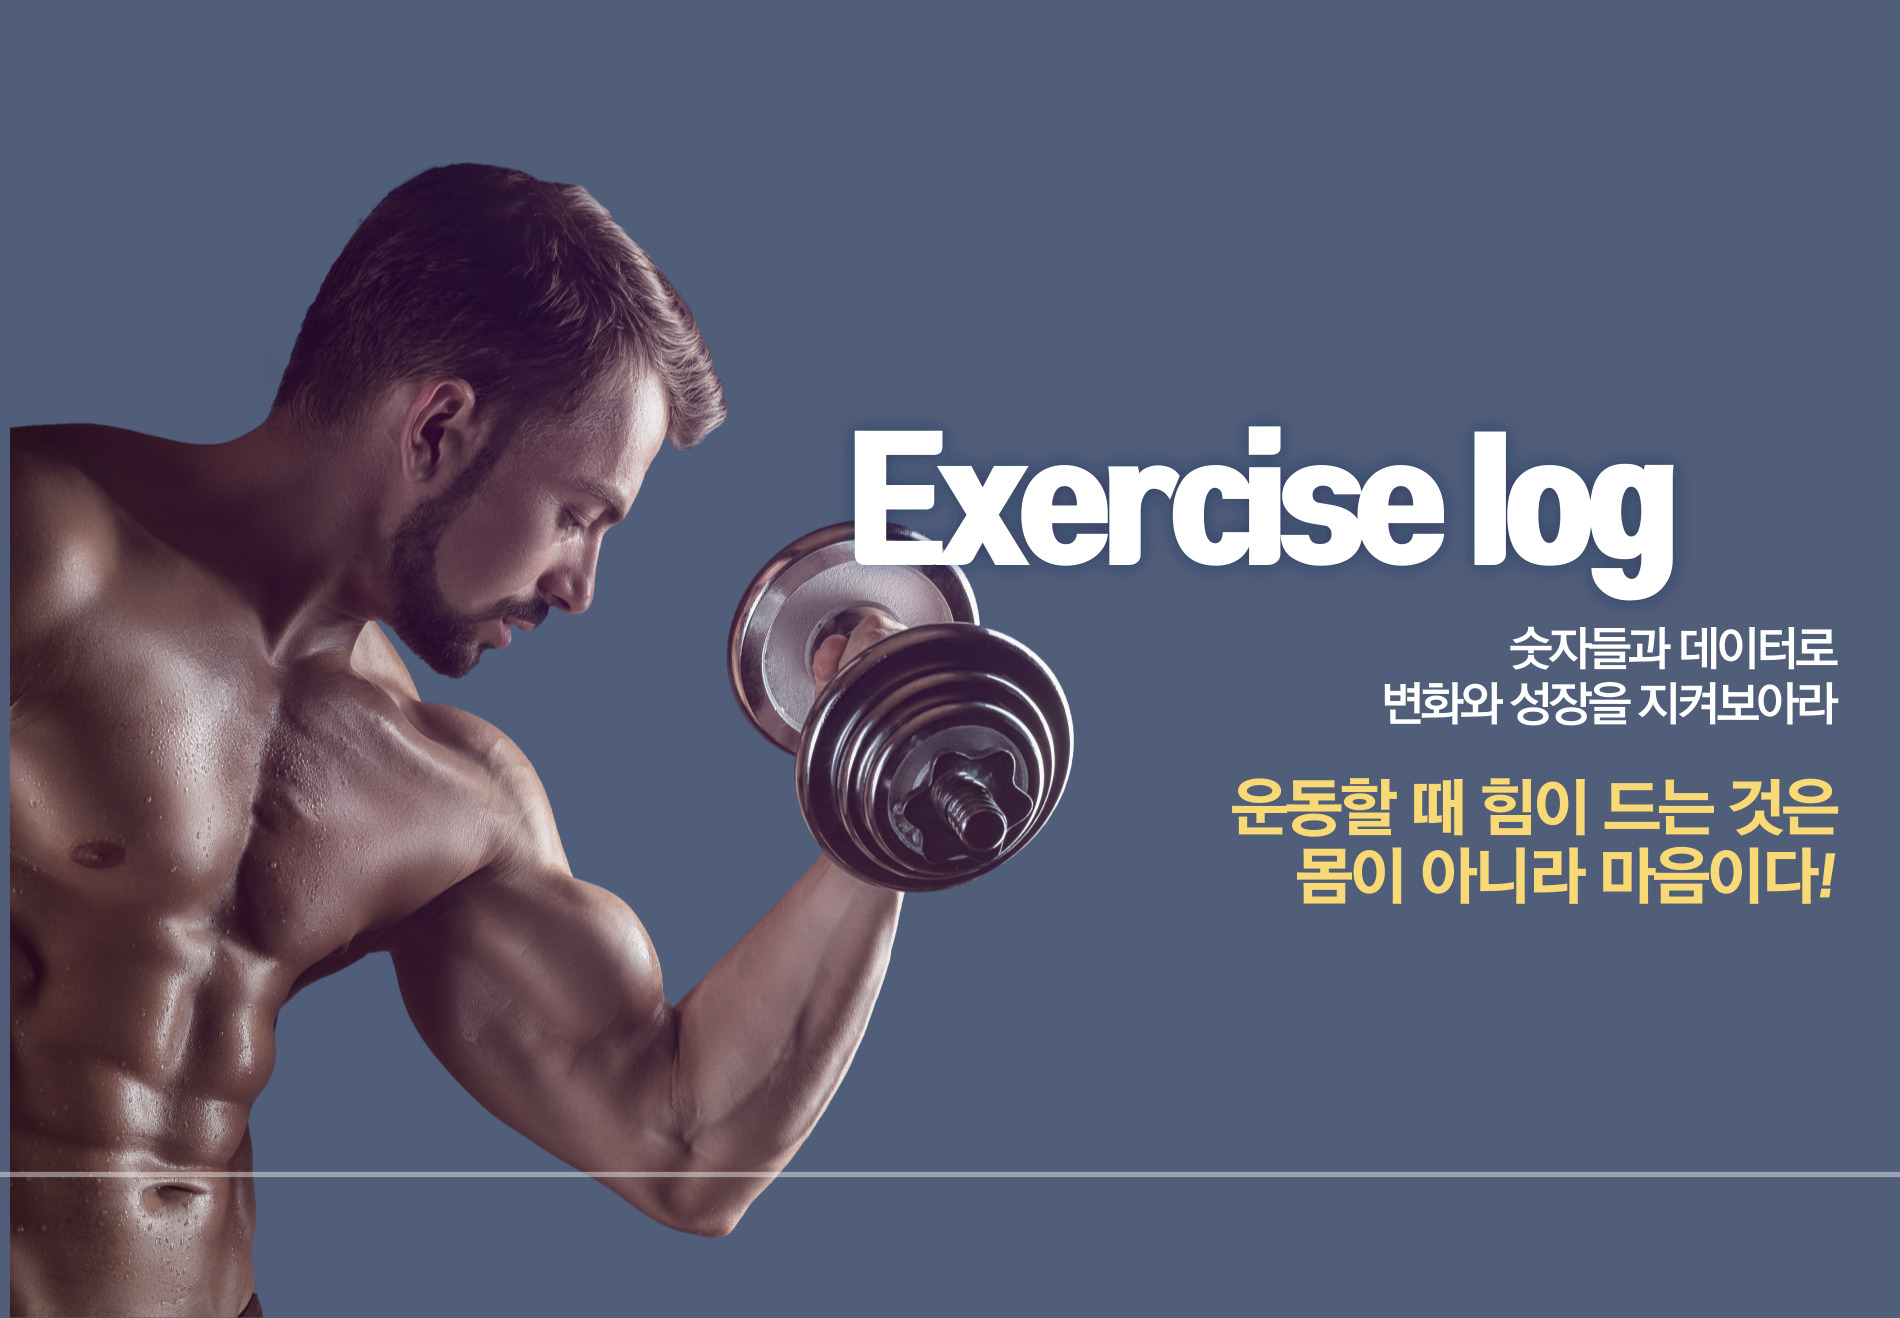 Exercise log
숫자들과 데이터로
변화와 성장을 지켜보아라
운동할 때 힘이 드는 것은
몸이 아니라 마음이다!